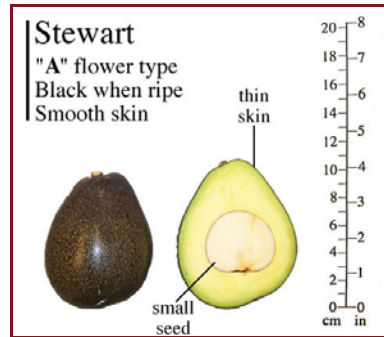 Stewart
"A" flower type
Black when ripe
Smooth skin
thin
skin
small
seed
20 8
18 7
16 6
14
12 5
10 4
8 3
6
4 2
2 1
0 0
cm in